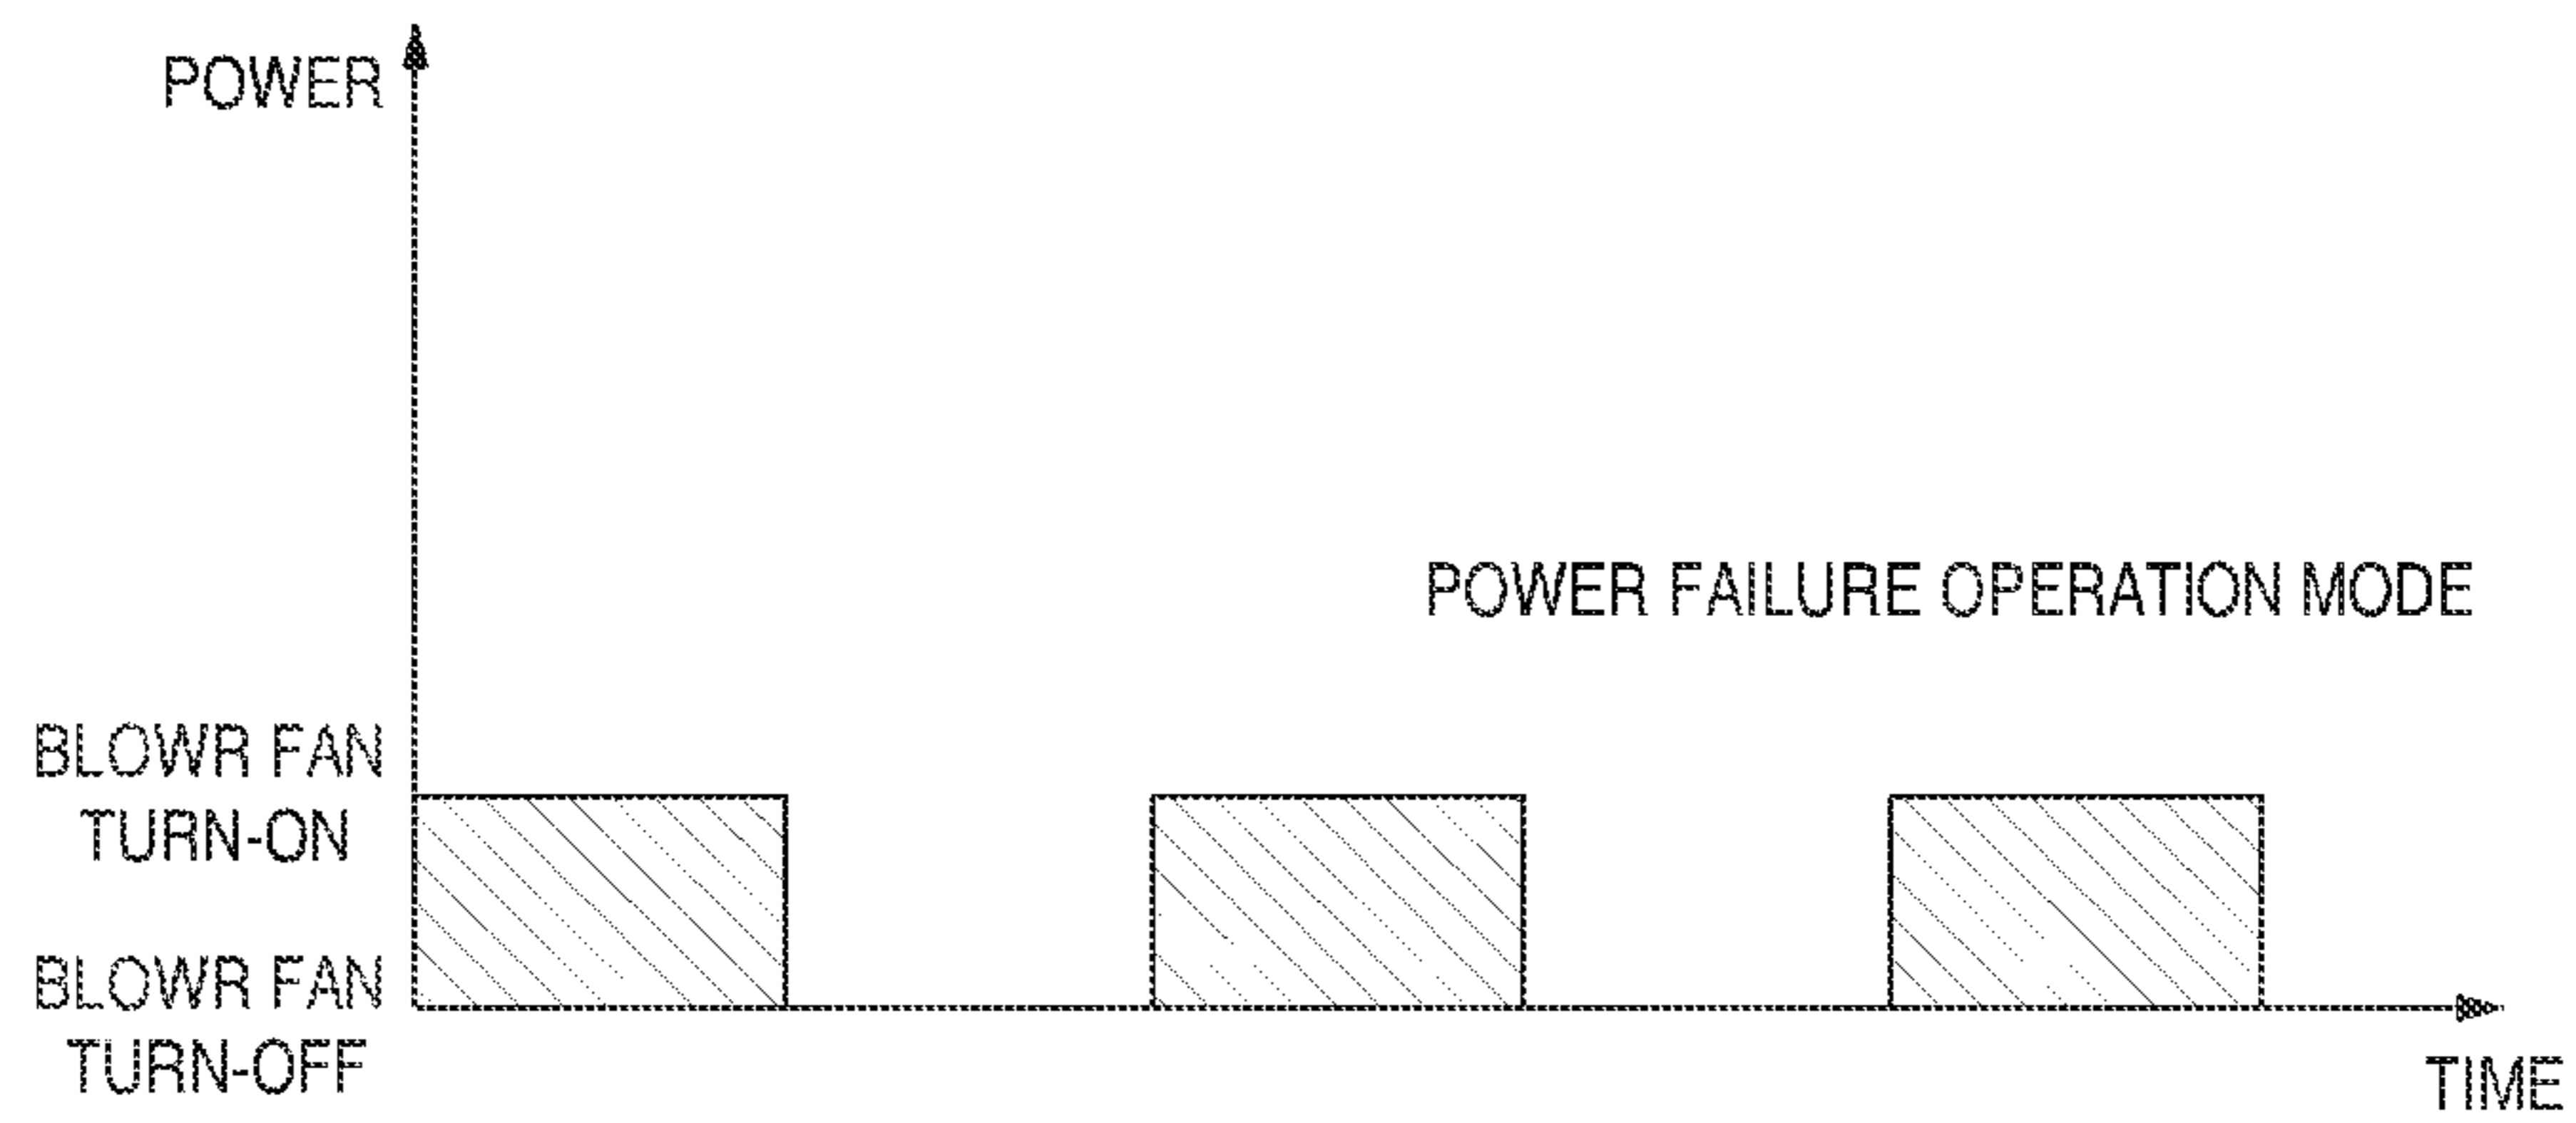 POWER
POWER FAILURE OPERATION MODE
BLOWR FAN
TURN-ON
BLOWR FAN
TURN-OFF
TIME